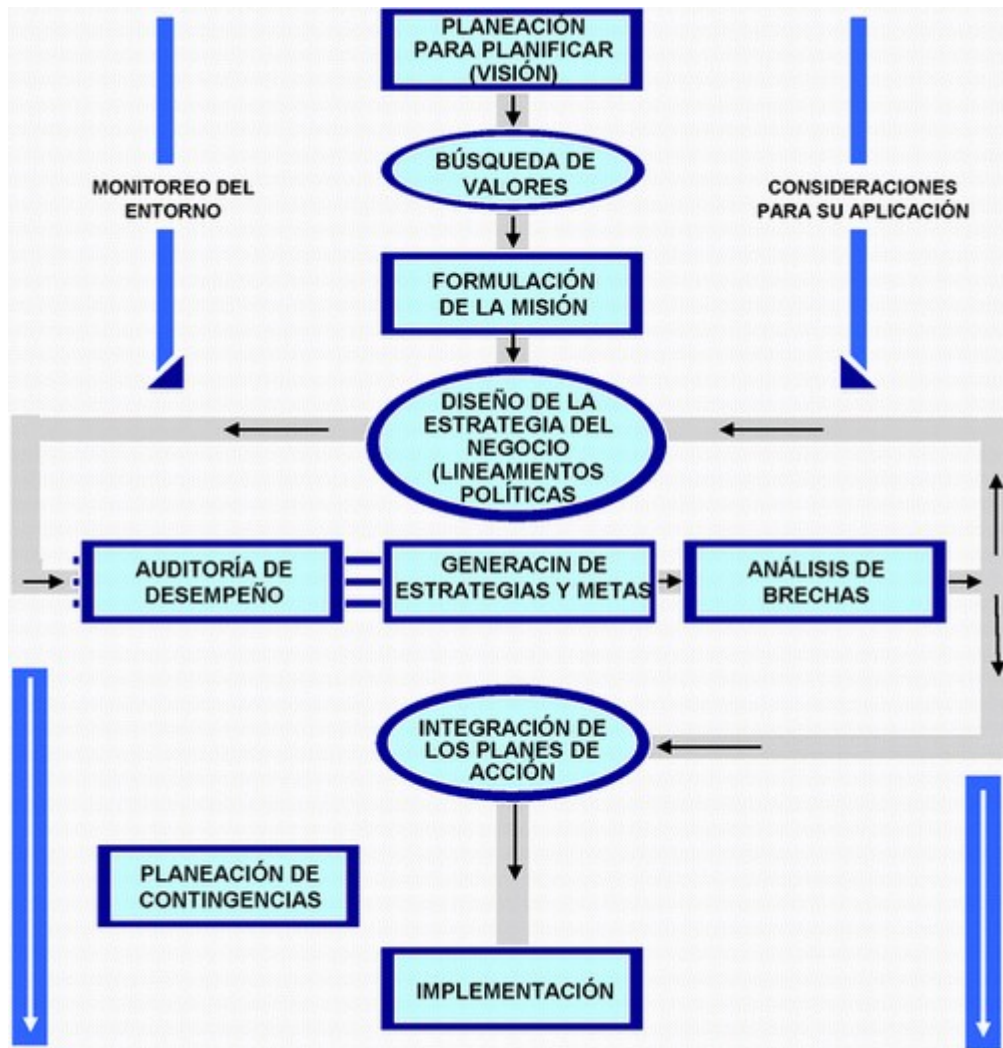 PLANEACIÓN
PARA PLANIFICAR
(VISIÓN)
BÚSQUEDA DE
VALORES
MONITOREO DEL
ENTORNO
CONSIDERACIONES
PARA SU APLICACIÓN
FORMULACIÓN
DE LA MISIÓN
DISEÑO DE LA
ESTRATEGIA DEL
NEGOCIO
(LINEAMIENTOS
POLÍTICAS
AUDITORÍA DE
DESEMPEÑO
GENERACIN DE
ESTRATEGIAS Y METAS
ANÁLISIS DE
BRECHAS
INTEGRACIÓN DE
LOS PLANES DE
ACCIÓN
PLANEACIÓN DE
CONTINGENCIAS
IMPLEMENTACIÓN